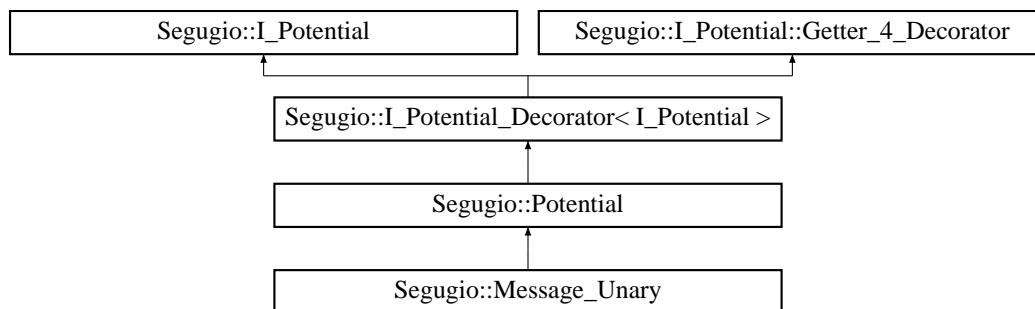 Segugio::I_Potential
Segugio::I_Potential::Getter_4_Decorator
Segugio::I_Potential_Decorator< I_Potential >
Segugio::Potential
Segugio::Message_Unary